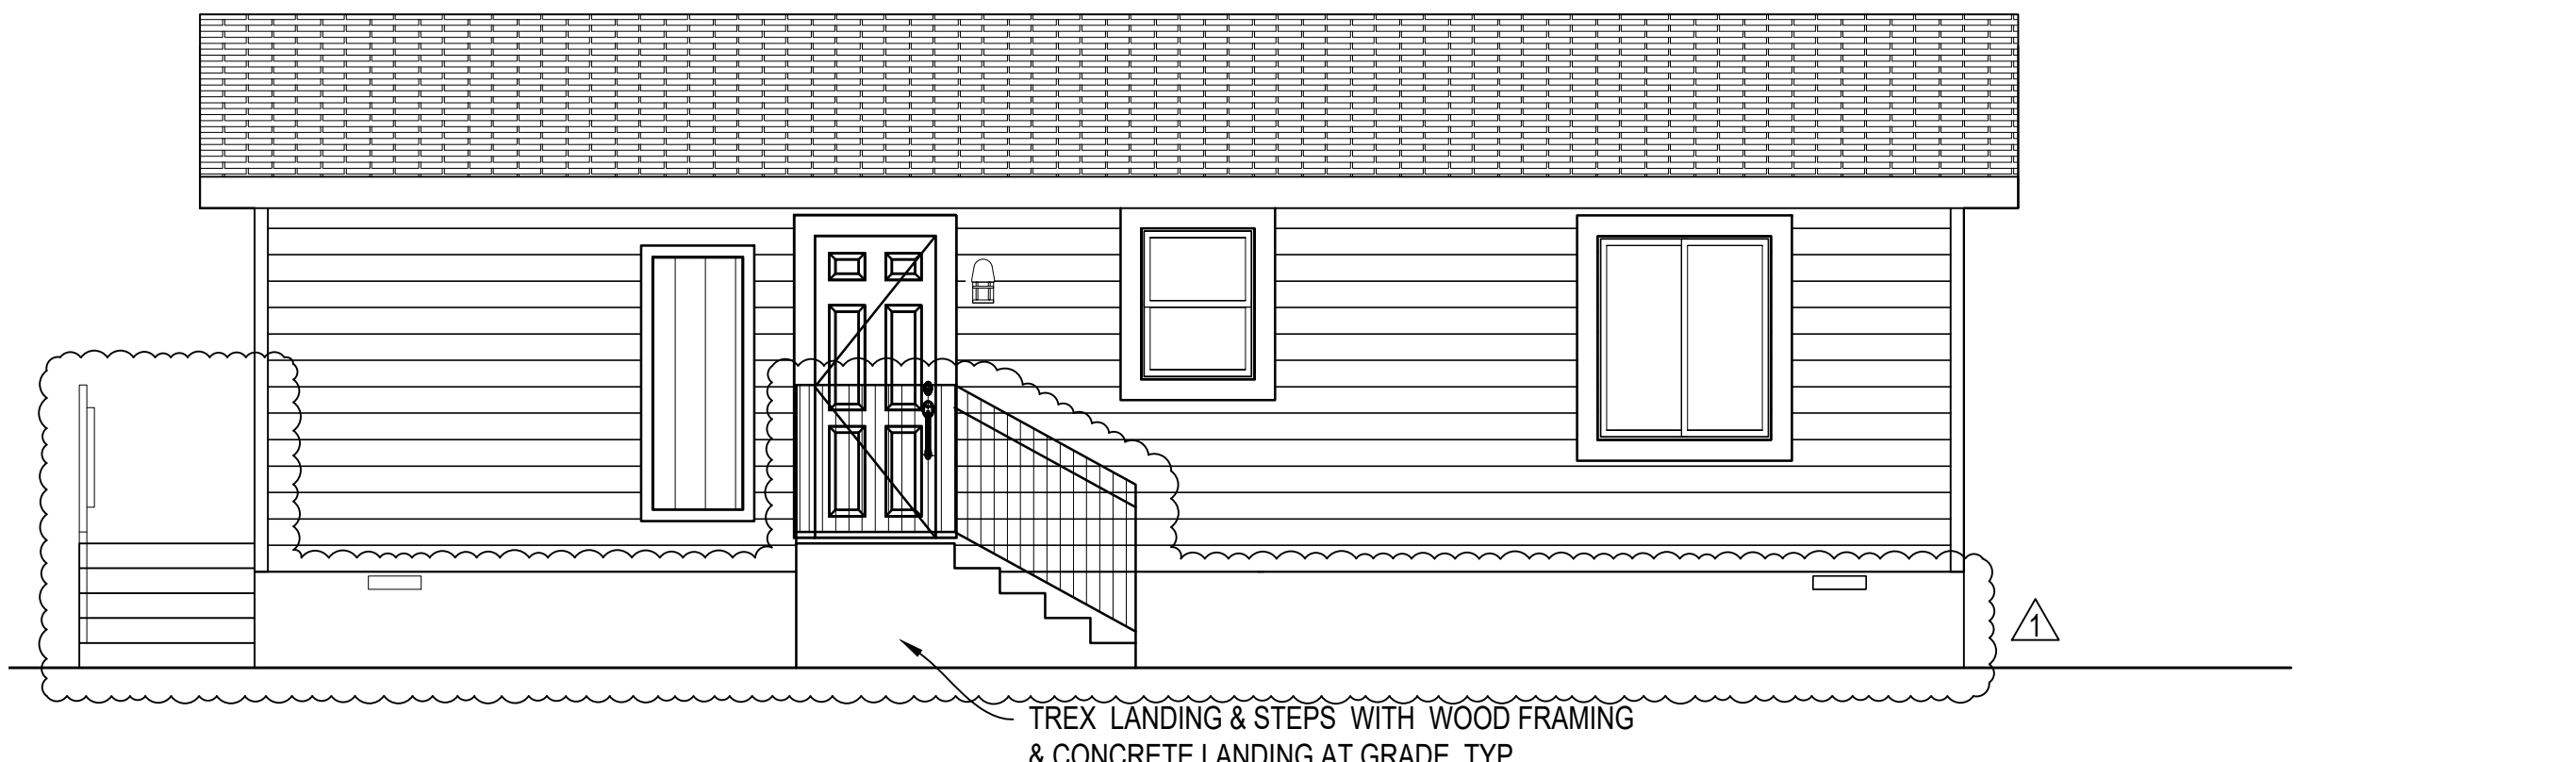 1
TREX LANDING & STEPS WITH WOOD FRAMING
& CONCRETE LANDING AT GRADE, TYP